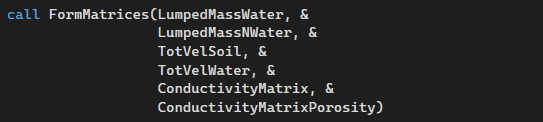 call FormMatrices(LumpedMassWater, &
LumpedMassNWater, &
TotVelSoil, &
TotVelWater, &
ConductivityMatrix, &
ConductivityMatrixPorosity)